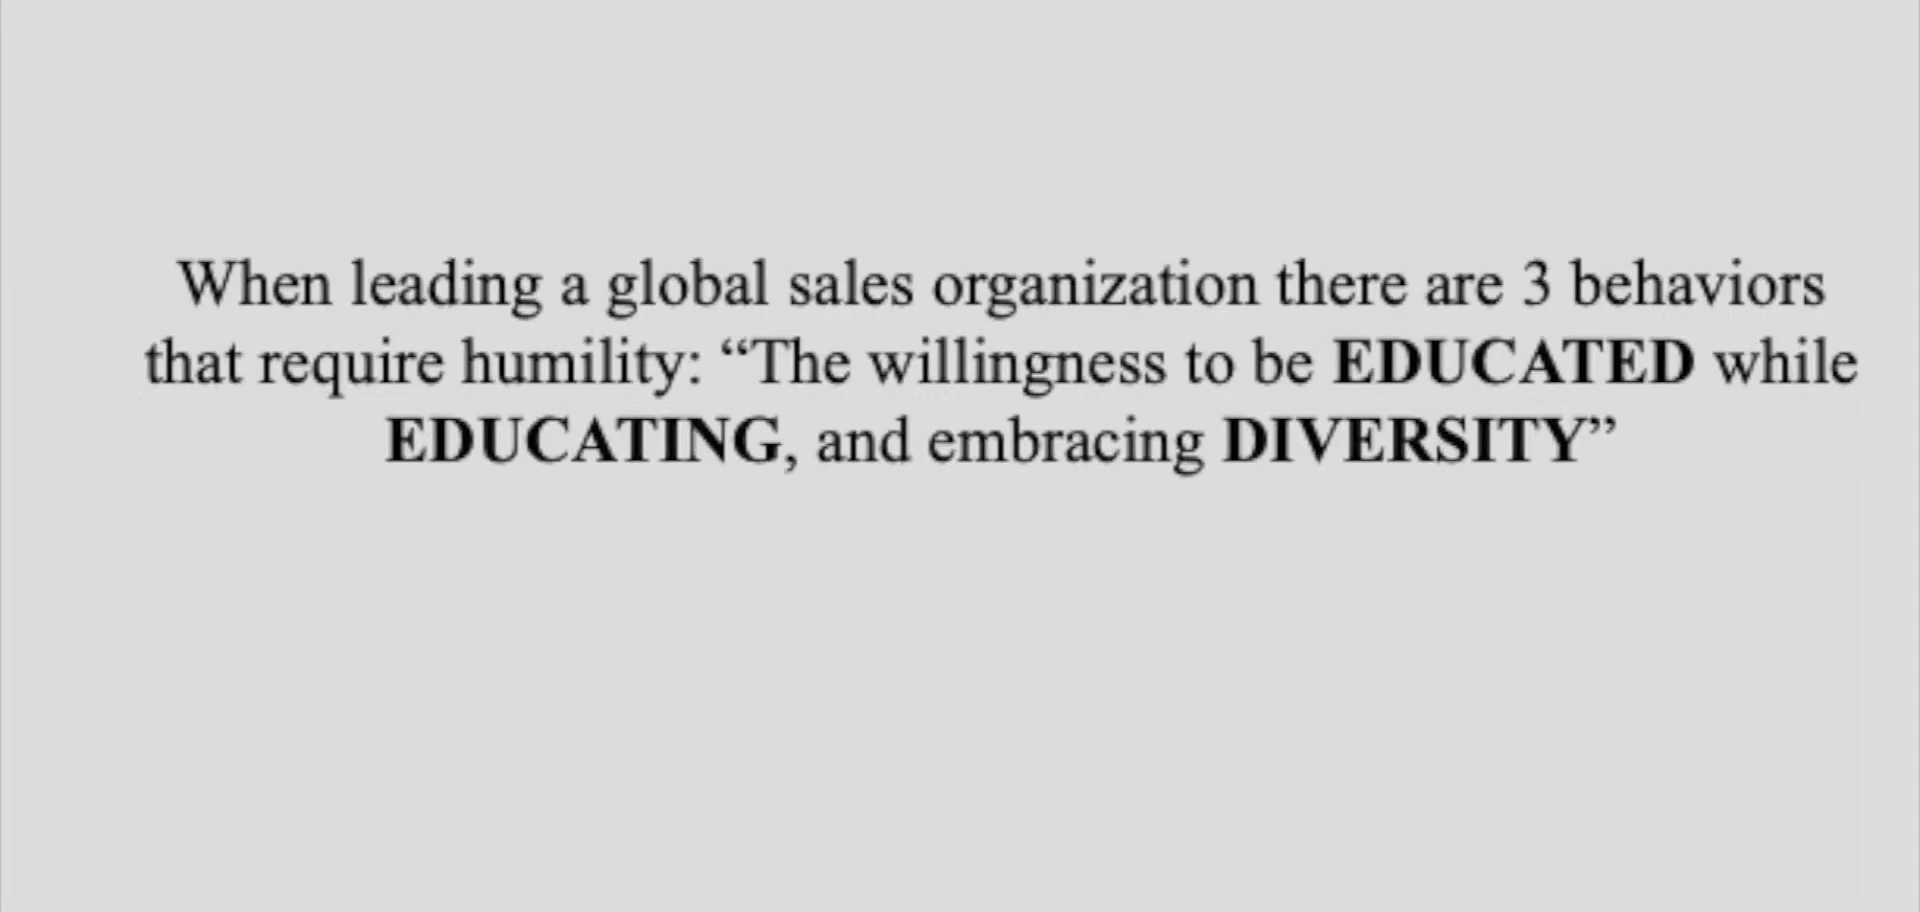 When leading a global sales organization there are 3 behaviors
that require humility: “The willingness to be EDUCATED while
EDUCATING, and embracing DIVERSITY”